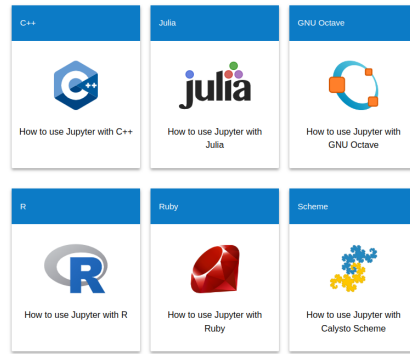 C++
Julia
GNU Octave
C++
julia
How to use Jupyter with C++
How to use Jupyter with
Julia
How to use Jupyter with
GNU Octave
R
Ruby
Scheme
R
How to use Jupyter with R
How to use Jupyter with
Ruby
How to use Jupyter with
Calysto Scheme